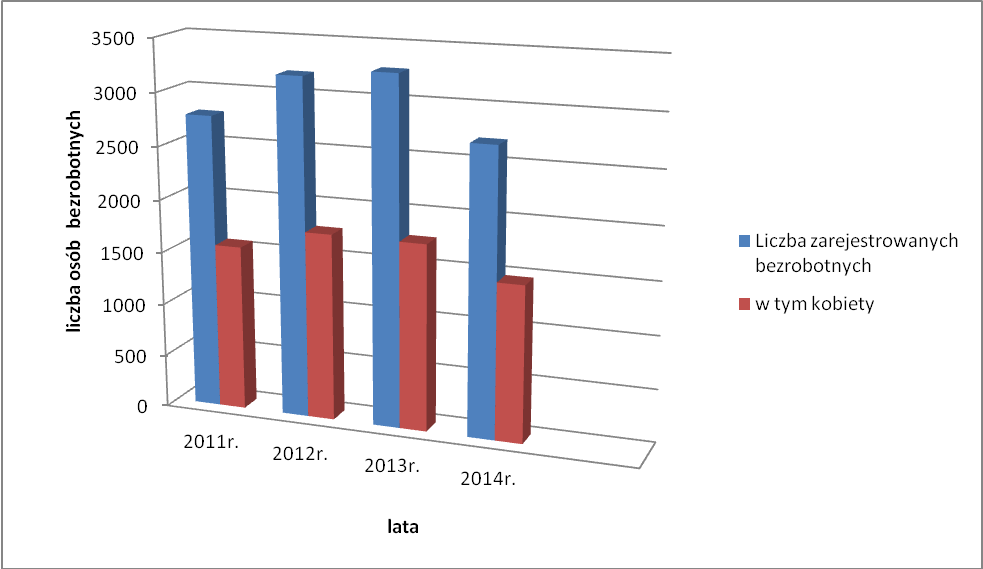 3500
3000
2500
2000
1500
1000
500
0
liczba osób bezrobotnych
2011r.
2012r.
2013r.
2014r.
lata
Liczba zarejestrowanych
bezrobotnych
w tym kobiety